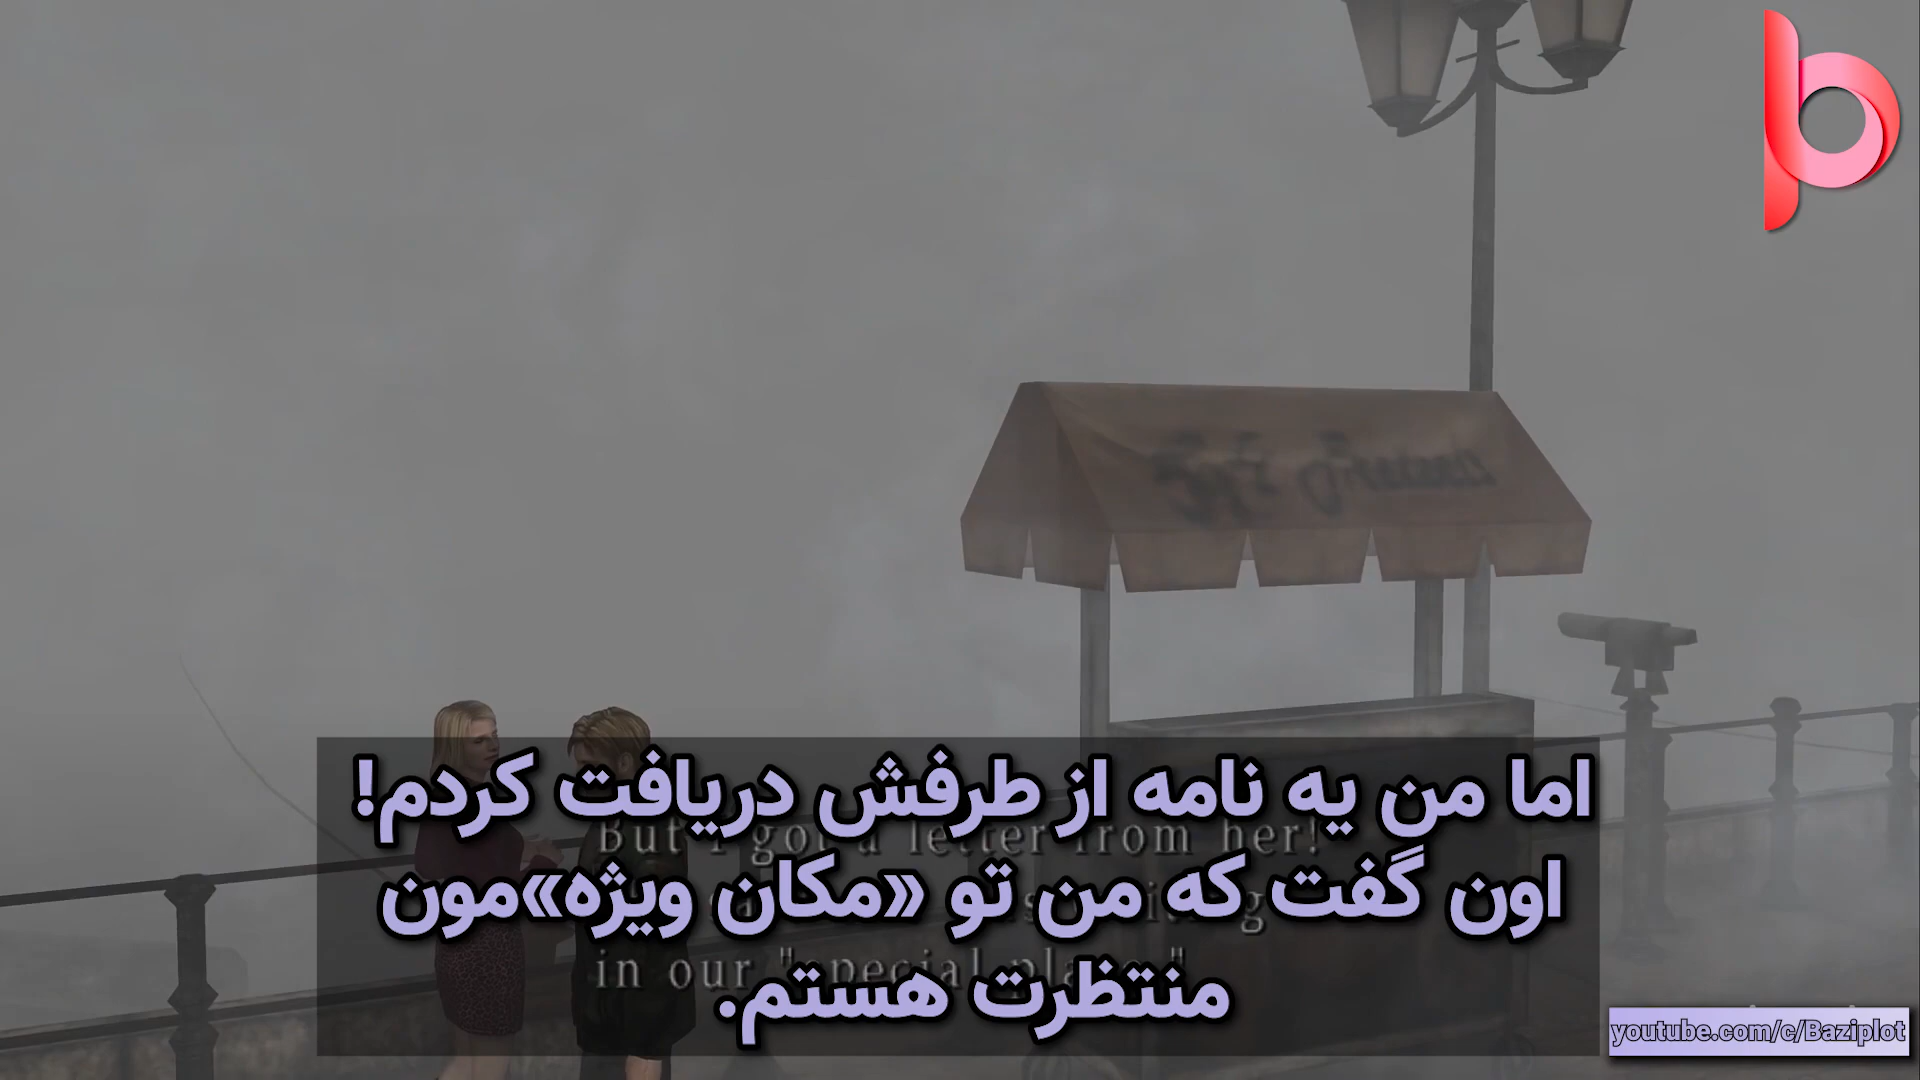 اما من یه نامه از طرفش دریافت کردم!
اون گفت که من تو «مکان ویژه»مون
منتظرت هستم.
But I got a letter from her!
in our "special place."
youtube.com/c/Baziplot